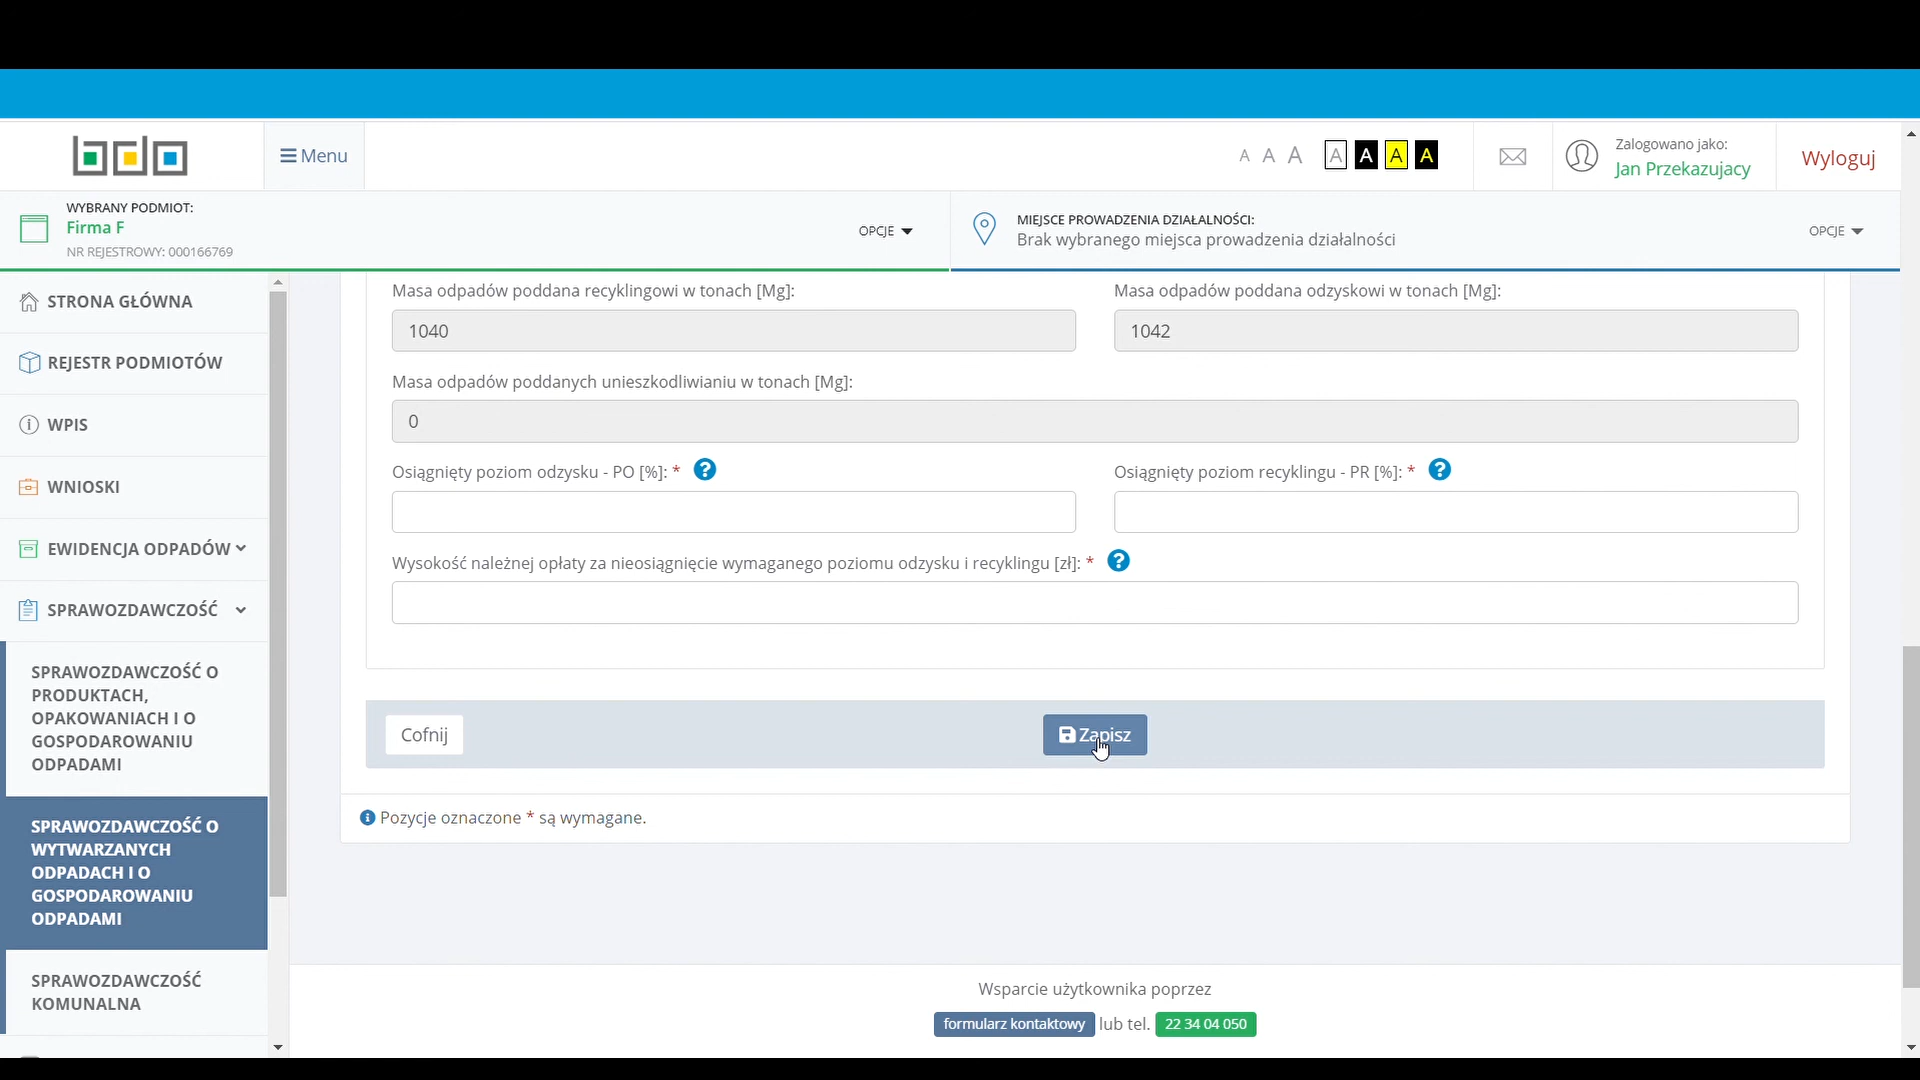 bdo
Menu
A A A A A A A
Zalogowano jako:
Jan Przekazujacy
Wyloguj
WYBRANY PODMIOT:
Firma F
NR REJESTROWY: 000166769
OPCJE
MIEJSCE PROWADZENIA DZIAŁALNOŚCI:
Brak wybranego miejsca prowadzenia działalności
OPCJE
STRONA GŁÓWNA
REJESTR PODMIOTÓW
WPIS
WNIOSKI
EWIDENCJA ODPADÓW
SPRAWOZDAWCZOŚĆ
SPRAWOZDAWCZOŚĆ O
PRODUKTACH,
OPAKOWANIACH I O
GOSPODAROWANIU
ODPADAMI
SPRAWOZDAWCZOŚĆ O
WYTWARZANYCH
ODPADACH I O
GOSPODAROWANIU
ODPADAMI
SPRAWOZDAWCZOŚĆ
KOMUNALNA
Masa odpadów poddana recyklingowi w tonach [Mg]:
1040
Masa odpadów poddana odzyskowi w tonach [Mg]:
1042
Masa odpadów poddanych unieszkodliwianiu w tonach [Mg]:
0
Osiągnięty poziom odzysku - PO [%]: * ?
Osiągnięty poziom recyklingu - PR [%]: * ?
Wysokość należnej opłaty za nieosiągnięcie wymaganego poziomu odzysku i recyklingu [zł]: * ?
Cofnij
Zapisz
Pozycje oznaczone * są wymagane.
Wsparcie użytkownika poprzez
formularz kontaktowy lub tel. 22 34 04 050